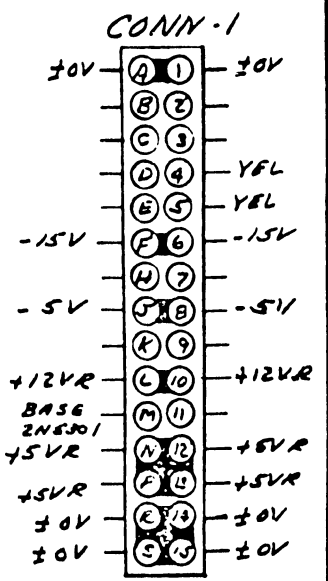 CONN-1
±0V A 1 ±0V
B 2
C 3
D 4 YEL
E 5 YEL
-15V F 6 -15V
H 7
-5V J 8 -5V
K 9
+12VR L 10 +12VR
BASE
2N5301 M 11
+5VR N 12 +5VR
+5VR P 13 +5VR
±0V R 14 ±0V
±0V S 15 ±0V